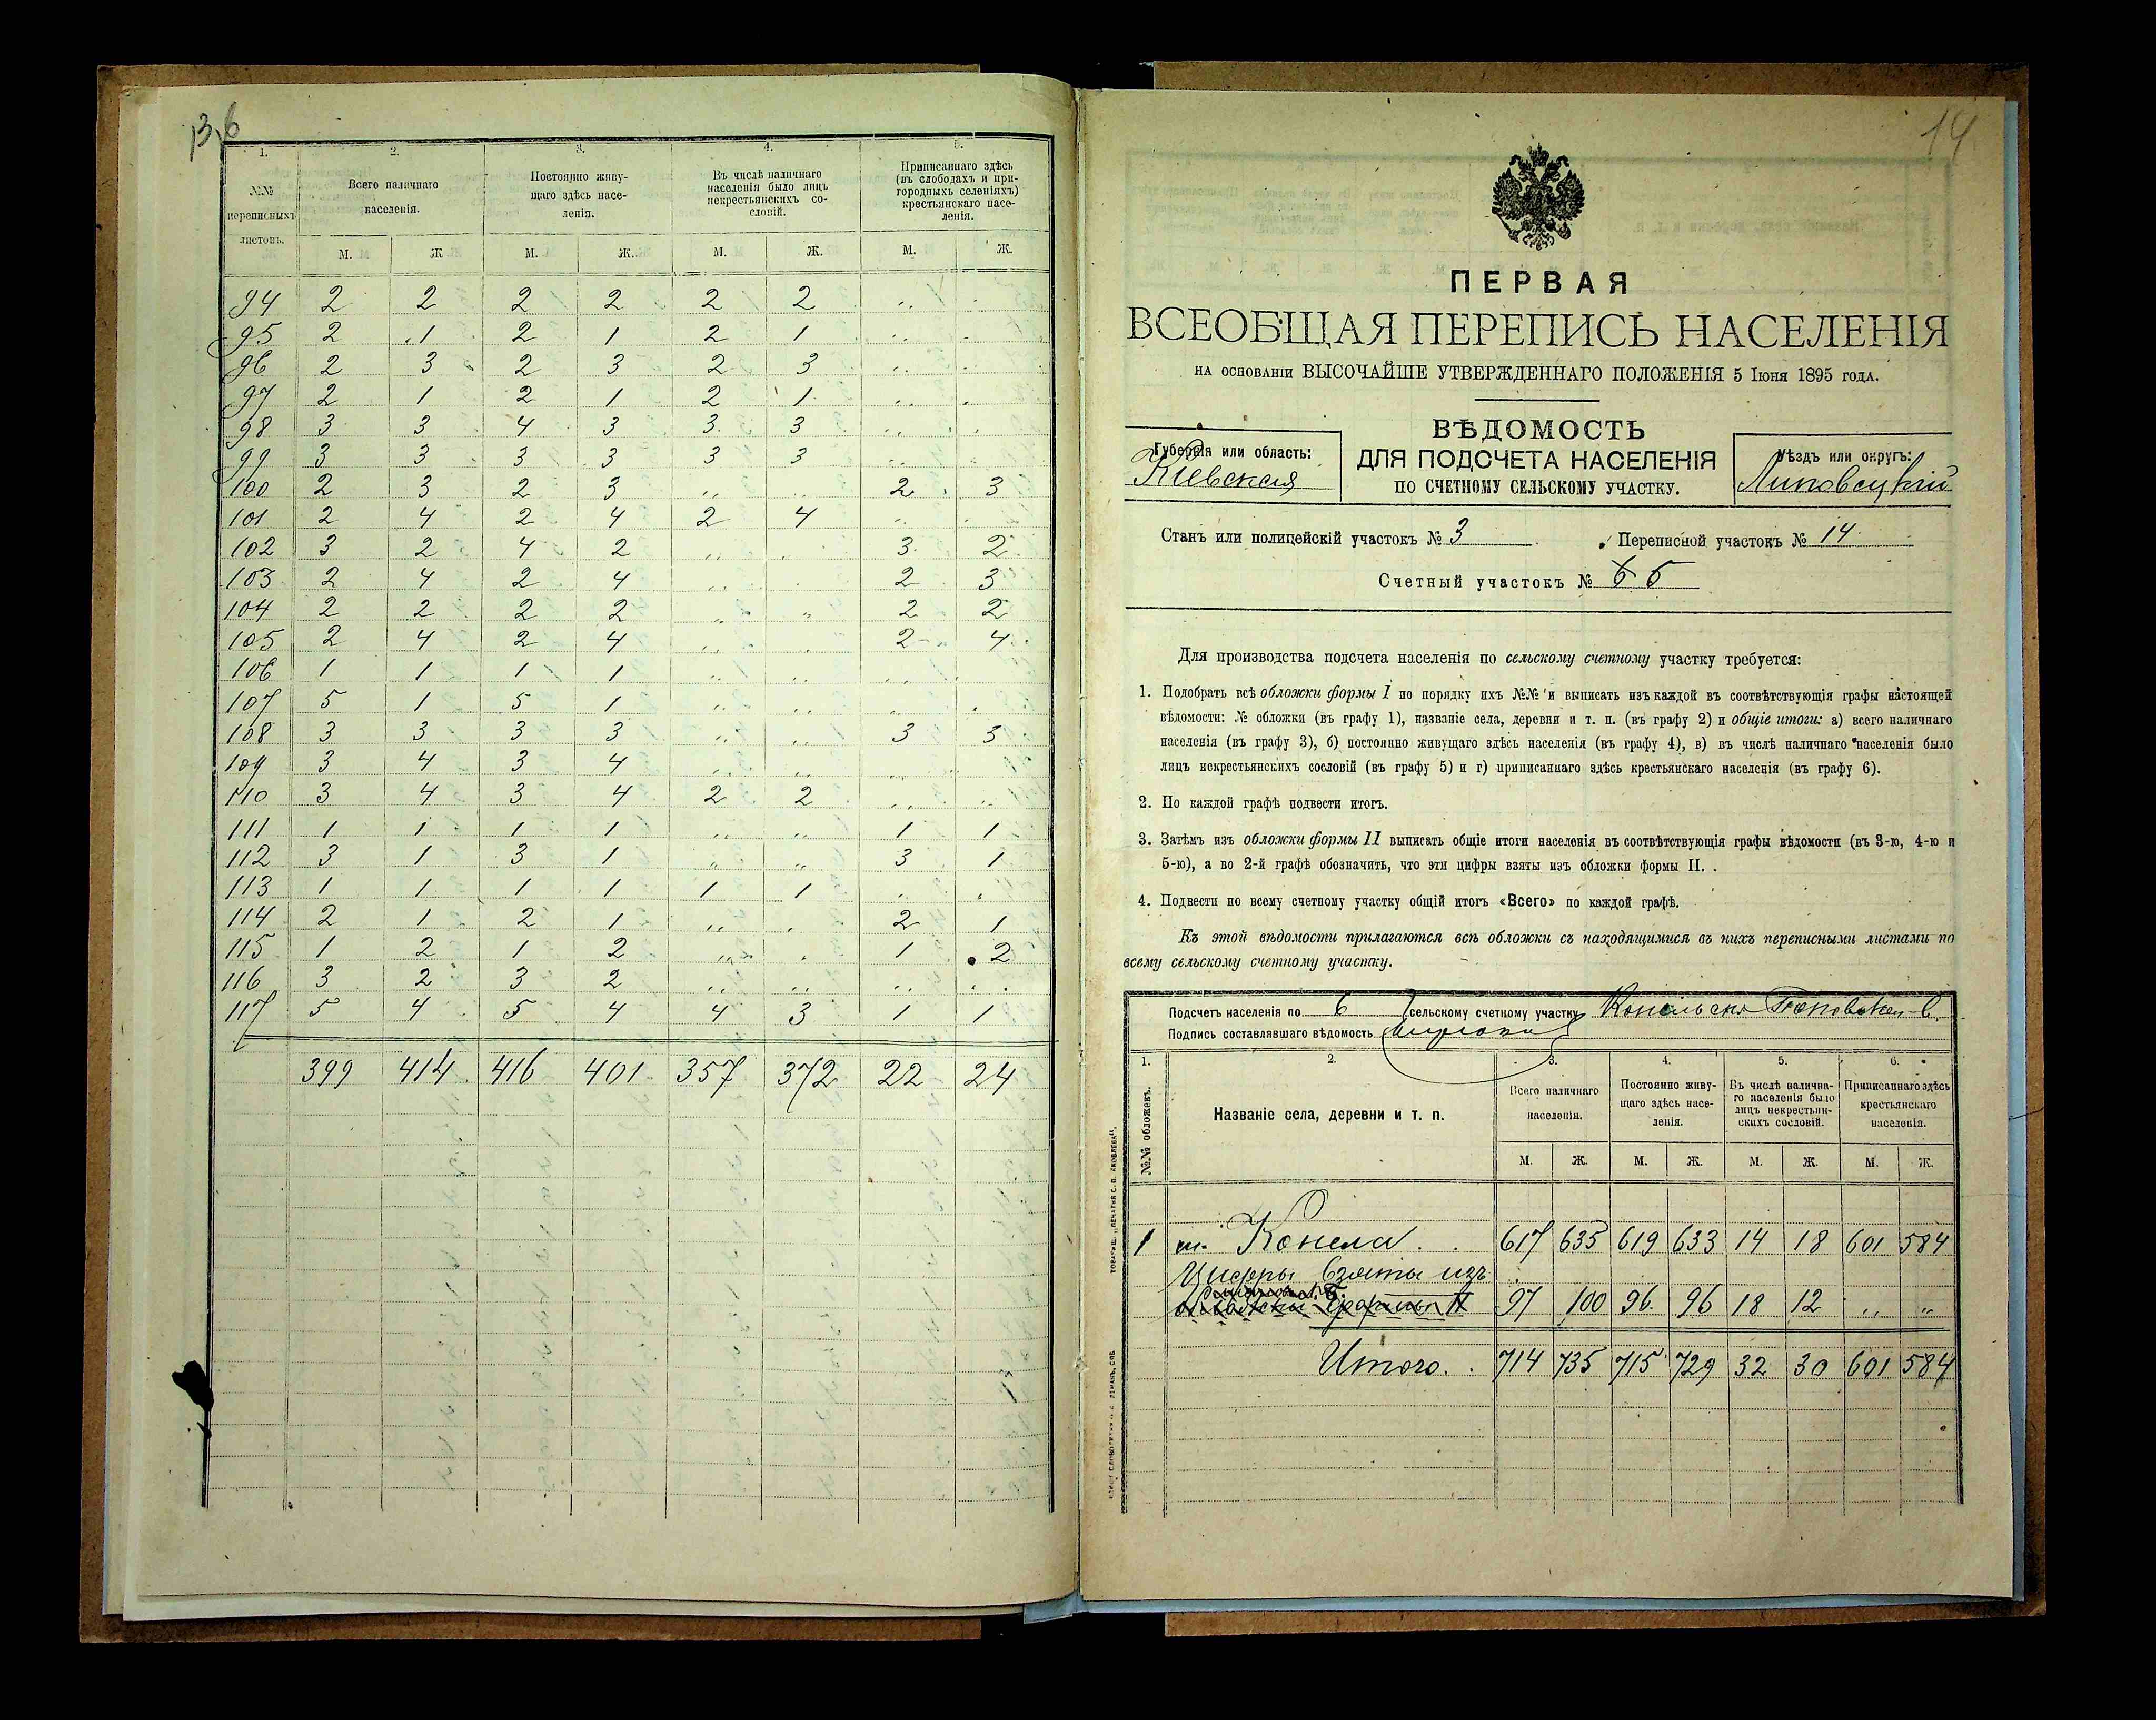 13,б
1. 2. 3. 4. 5.
№№ переписныхъ листовъ.
Всего наличнаго населенія.
Постоянно живущаго здѣсь населенія.
Въ числѣ наличнаго населенія было лицъ некрестьянскихъ сословій.
Приписаннаго здѣсь (въ слободахъ и пригородныхъ селеніяхъ) крестьянскаго населенія.
М. Ж. М. Ж. М. Ж. М. Ж.
94 2 2 2 2 2 2 „ „
95 2 1 2 1 2 1 „ „
96 2 3 2 3 2 3 „ „
97 2 1 2 1 2 1 „ „
98 3 3 4 3 3 3 „ „
99 3 3 3 3 3 3 „ „
100 2 3 2 3 „ „ 2 3
101 2 4 2 4 2 4 „ „
102 3 2 4 2 „ „ 3 2
103 2 4 2 4 „ „ 2 3
104 2 2 2 2 „ „ 2 2
105 2 4 2 4 „ „ 2 4
106 1 1 1 1 „ „ „ „
107 5 1 5 1 „ „ „ „
108 3 3 3 3 „ „ 3 3
109 3 4 3 4 „ „ „ „
110 3 4 3 4 2 2 „ „
111 1 1 1 1 „ „ 1 1
112 3 1 3 1 „ „ 3 1
113 1 1 1 1 1 1 „ „
114 2 1 2 1 „ „ 2 1
115 1 2 1 2 „ „ 1 2
116 3 2 3 2 „ „ „ „
117 5 4 5 4 4 3 1 1
399 414 416 401 357 372 22 24
14
ПЕРВАЯ
ВСЕОБЩАЯ ПЕРЕПИСЬ НАСЕЛЕНІЯ
НА ОСНОВАНІИ ВЫСОЧАЙШЕ УТВЕРЖДЕННАГО ПОЛОЖЕНІЯ 5 Іюня 1895 ГОДА.
ВѢДОМОСТЬ
ДЛЯ ПОДСЧЕТА НАСЕЛЕНІЯ
ПО СЧЕТНОМУ СЕЛЬСКОМУ УЧАСТКУ.
Губернія или область:
Кіевская
Уѣздъ или округъ:
Липовецкій
Станъ или полицейскій участокъ № 3 Переписной участокъ № 14
Счетный участокъ № 6 5
Для производства подсчета населенія по сельскому счетному участку требуется:
1. Подобрать всѣ обложки формы I по порядку ихъ №№ и выписать изъ каждой въ соотвѣтствующія графы настоящей
вѣдомости: № обложки (въ графу 1), названіе села, деревни и т. п. (въ графу 2) и общіе итоги: а) всего наличнаго
населенія (въ графу 3), б) постоянно живущаго здѣсь населенія (въ графу 4), в) въ числѣ наличнаго населенія было
лицъ некрестьянскихъ сословій (въ графу 5) и г) приписаннаго здѣсь крестьянскаго населенія (въ графу 6).
2. По каждой графѣ подвести итогъ.
3. Затѣмъ изъ обложки формы II выписать общіе итоги населенія въ соотвѣтствующія графы вѣдомости (въ 3-ю, 4-ю и
5-ю), а во 2-й графѣ обозначить, что эти цифры взяты изъ обложки формы II.
4. Подвести по всему счетному участку общій итогъ «Всего» по каждой графѣ.
Къ этой вѣдомости прилагаются всѣ обложки съ находящимися въ нихъ переписными листами по
всему сельскому счетному участку.
Подсчетъ населенія по 6 сельскому счетному участку
Подпись составлявшаго вѣдомость
1. 2. 3. 4. 5. 6.
№№ обложекъ.
Названіе села, деревни и т. п.
Всего наличнаго населенія.
Постоянно живущаго здѣсь населенія.
Въ числѣ наличнаго населенія было лицъ некрестьянскихъ сословій.
Приписаннаго здѣсь крестьянскаго населенія.
М. Ж. М. Ж. М. Ж. М. Ж.
1 м. Конела 617 635 619 633 14 18 601 584
Цифры взяты изъ
обложки формы II 97 100 96 96 18 12 „ „
Итого 714 735 715 729 32 30 601 584